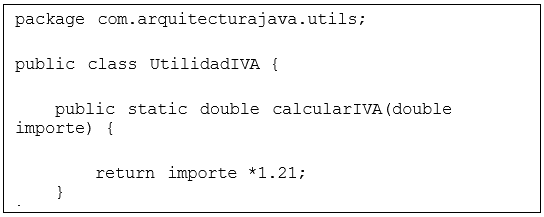 package com.arquitecturajava.utils;
public class UtilidadIVA {
public static double calcularIVA(double
importe) {
return importe *1.21;
}